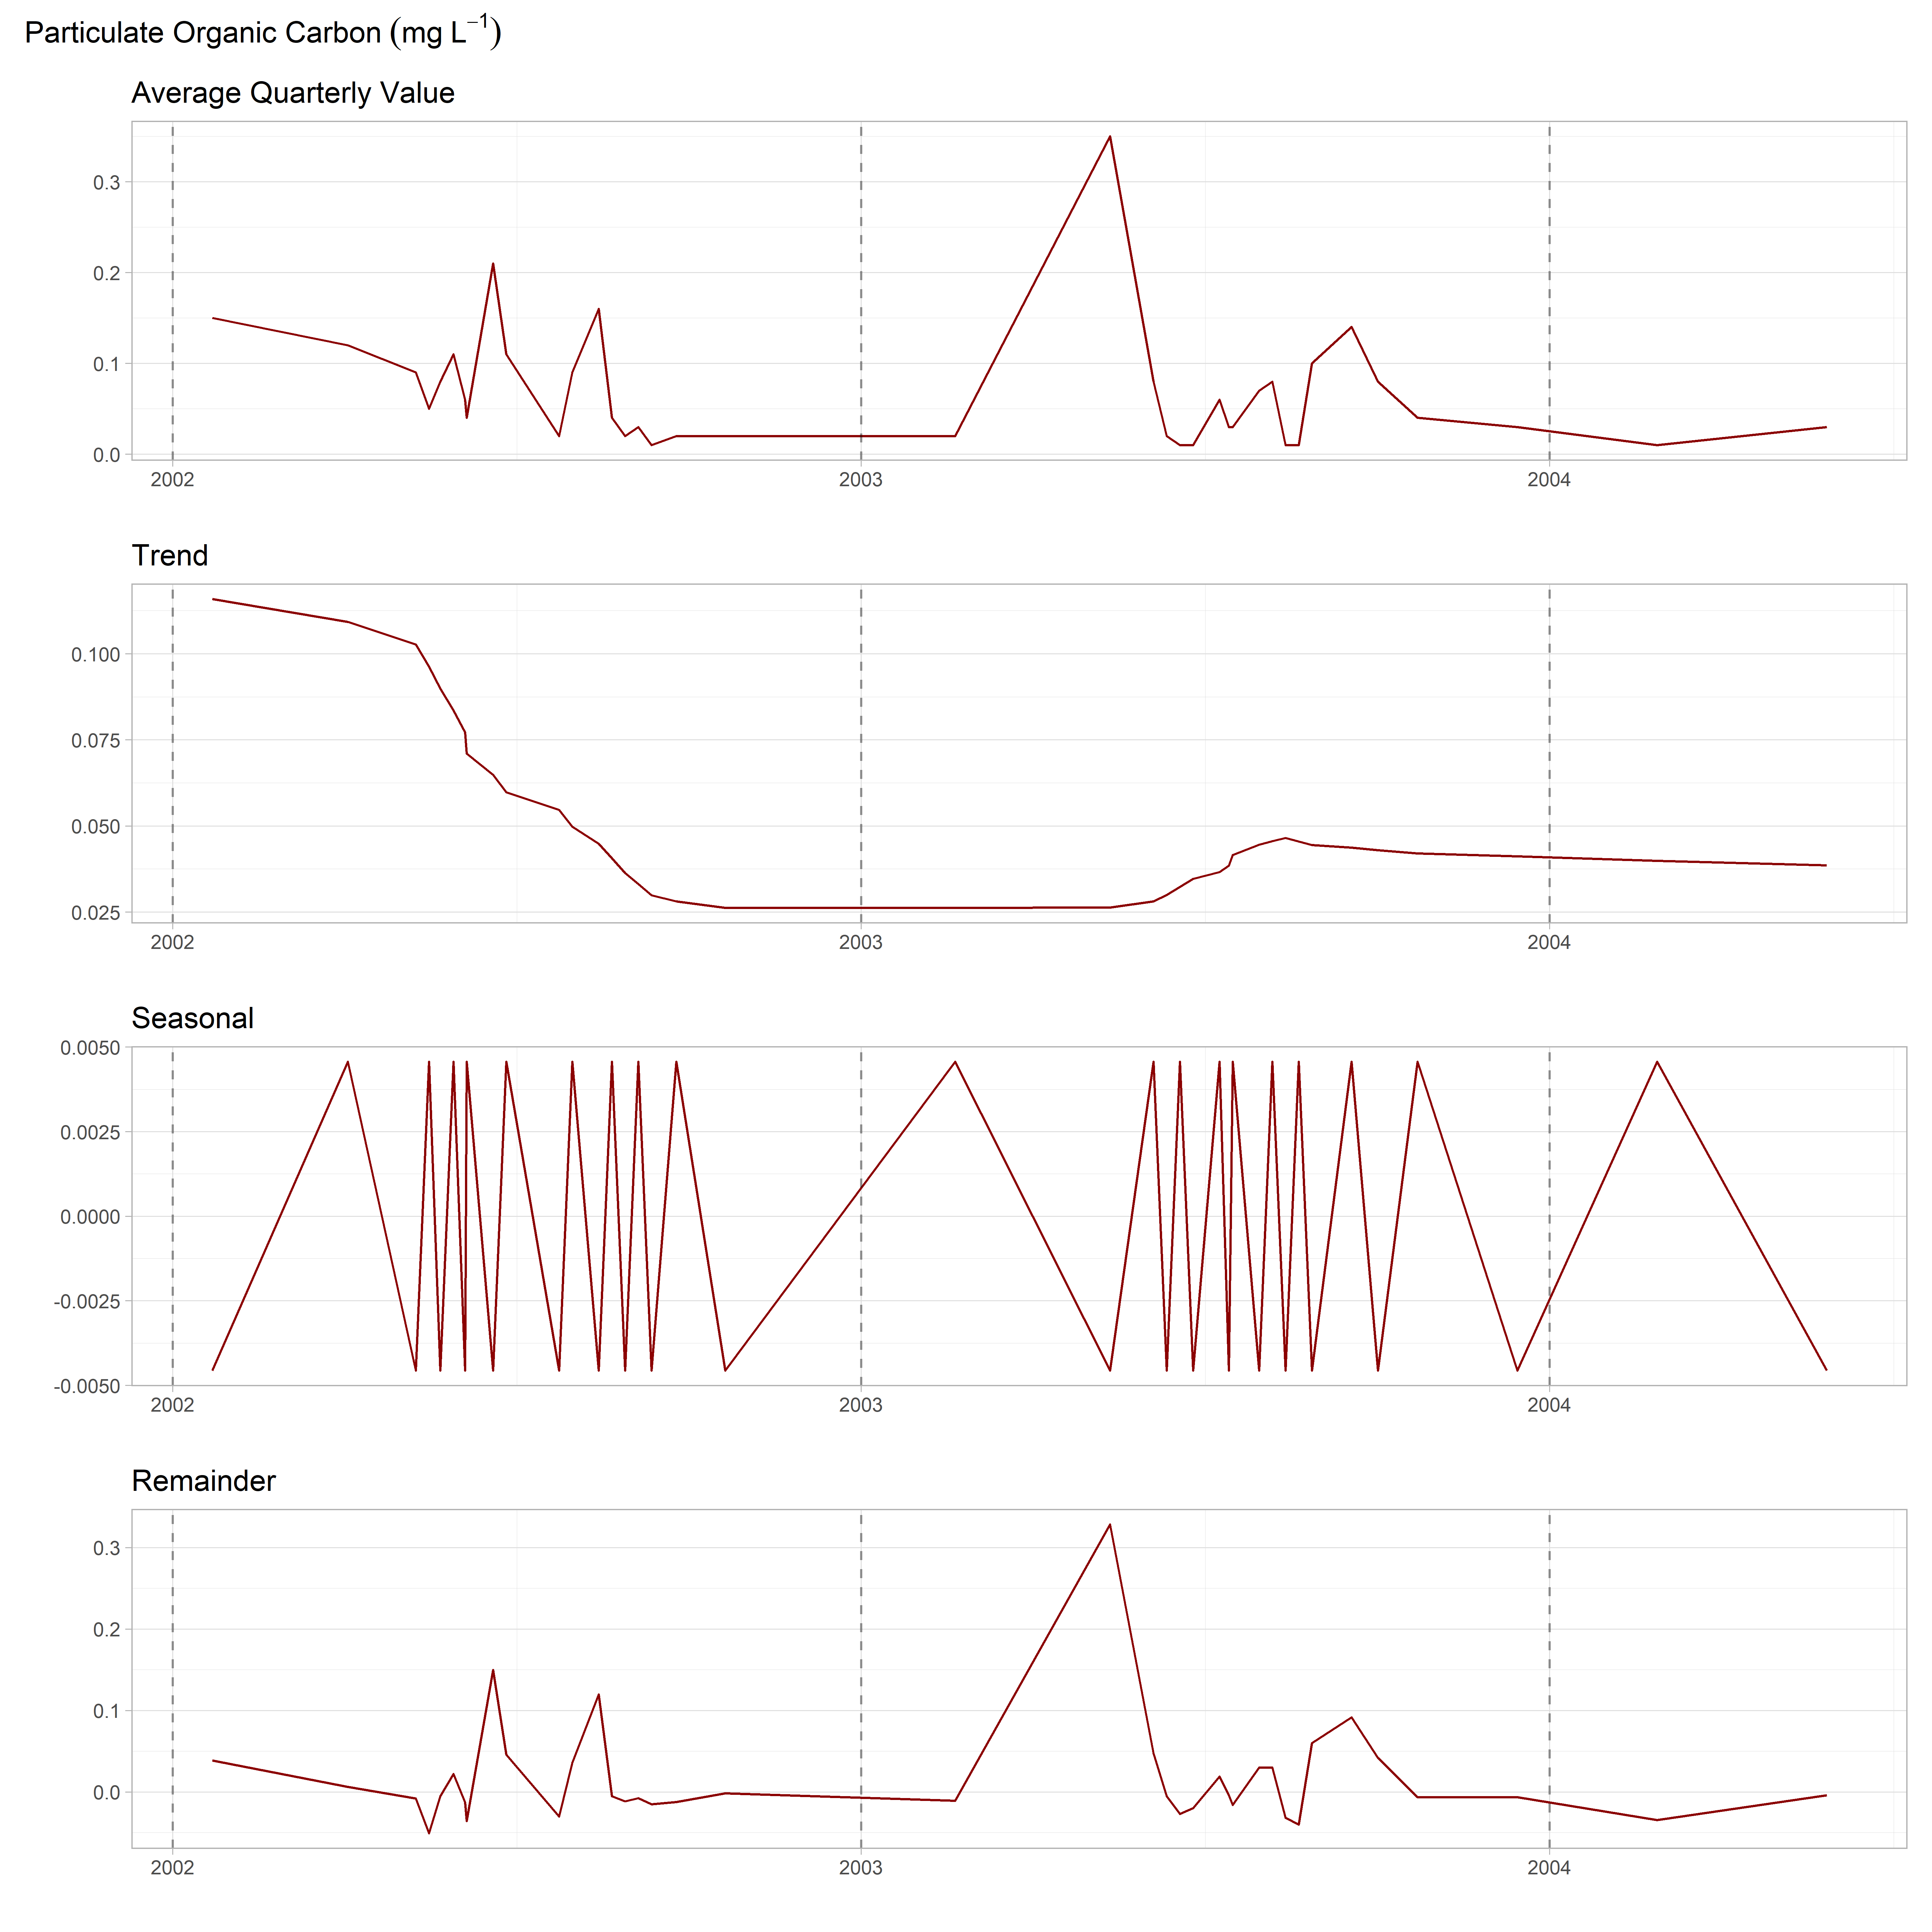 Particulate Organic Carbon (mg L⁻¹)
Average Quarterly Value
0.3
0.2
0.1
0.0
2002 2003 2004
Trend
0.100
0.075
0.050
0.025
2002 2003 2004
Seasonal
0.0050
0.0025
0.0000
-0.0025
-0.0050
2002 2003 2004
Remainder
0.3
0.2
0.1
0.0
2002 2003 2004